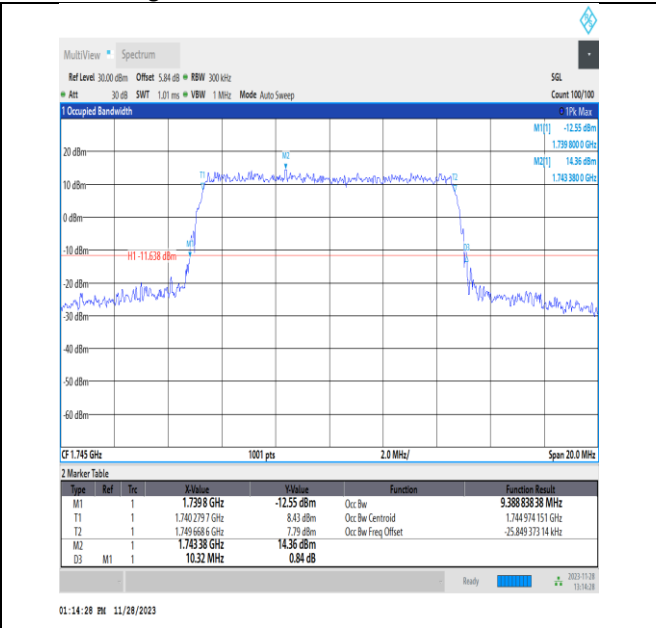 MultiView Spectrum
Ref Level 30.00 dBm Offset 5.84 dB RBW 300 kHz SGL
Att 30 dB SWT 1.01 ms VBW 1 MHz Mode Auto Sweep Count 100/100
1 Occupied Bandwidth 1Pk Max
M1[1] -12.55 dBm
1.739 800 0 GHz
M2[1] 14.36 dBm
1.743 380 0 GHz
20 dBm
M2
T1
T2
10 dBm
0 dBm
M1
D3
-10 dBm
H1 -11.638 dBm
-20 dBm
-30 dBm
-40 dBm
-50 dBm
-60 dBm
CF 1.745 GHz 1001 pts 2.0 MHz/ Span 20.0 MHz
2 Marker Table
Type Ref Trc X-Value Y-Value Function Function Result
M1 1 1.739 8 GHz -12.55 dBm Occ Bw 9.388 838 38 MHz
T1 1 1.740 279 7 GHz 8.43 dBm Occ Bw Centroid 1.744 974 151 GHz
T2 1 1.749 668 6 GHz 7.79 dBm Occ Bw Freq Offset -25.849 373 14 kHz
M2 1 1.743 38 GHz 14.36 dBm
D3 M1 1 10.32 MHz 0.84 dB
Ready 2023-11-28
13:14:28
01:14:28 PM 11/28/2023